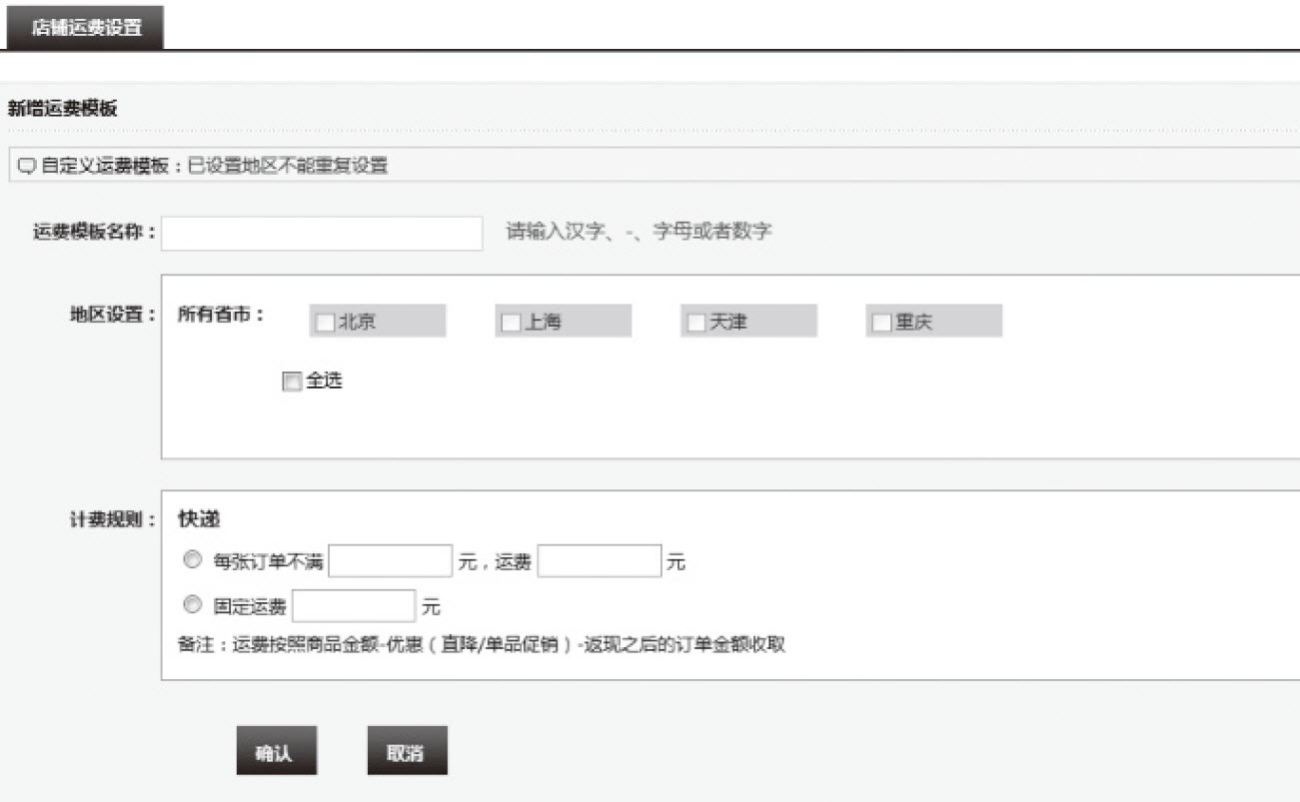 店铺运费设置
新增运费模板
自定义运费模板：已设置地区不能重复设置
运费模板名称： 请输入汉字、-、字母或者数字
地区设置： 所有省市： 北京 上海 天津 重庆
全选
计费规则： 快递
每张订单不满 元，运费 元
固定运费 元
备注：运费按照商品金额-优惠（直降/单品促销）-返现之后的订单金额收取
确认 取消